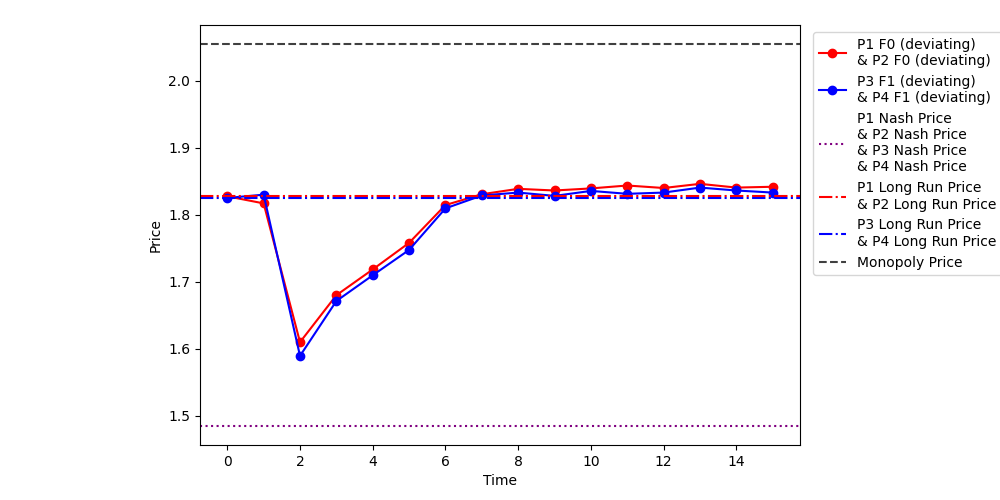 2.0
1.9
1.8
1.7
1.6
1.5
Price
0 2 4 6 8 10 12 14
Time
P1 F0 (deviating)
& P2 F0 (deviating)
P3 F1 (deviating)
& P4 F1 (deviating)
P1 Nash Price
& P2 Nash Price
& P3 Nash Price
& P4 Nash Price
P1 Long Run Price
& P2 Long Run Price
P3 Long Run Price
& P4 Long Run Price
Monopoly Price